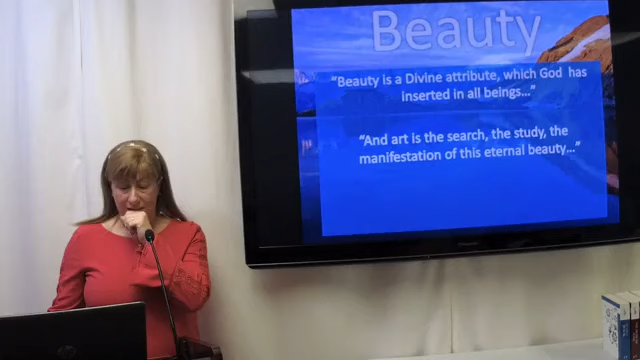 Beauty
“Beauty is a Divine attribute, which God has
inserted in all beings...”
“And art is the search, the study, the
manifestation of this eternal beauty...”